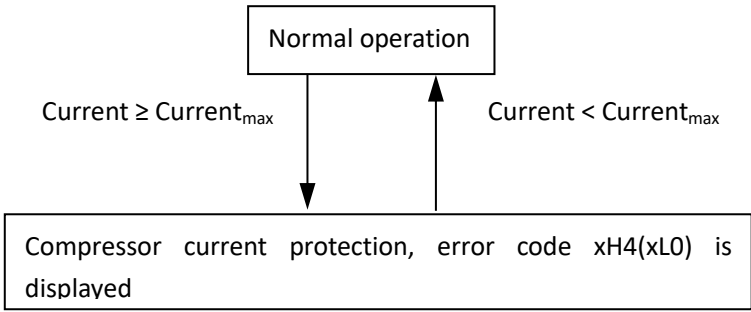 Normal operation
Current ≥ Currentmax
Current < Currentmax
Compressor current protection, error code xH4(xL0) is
displayed